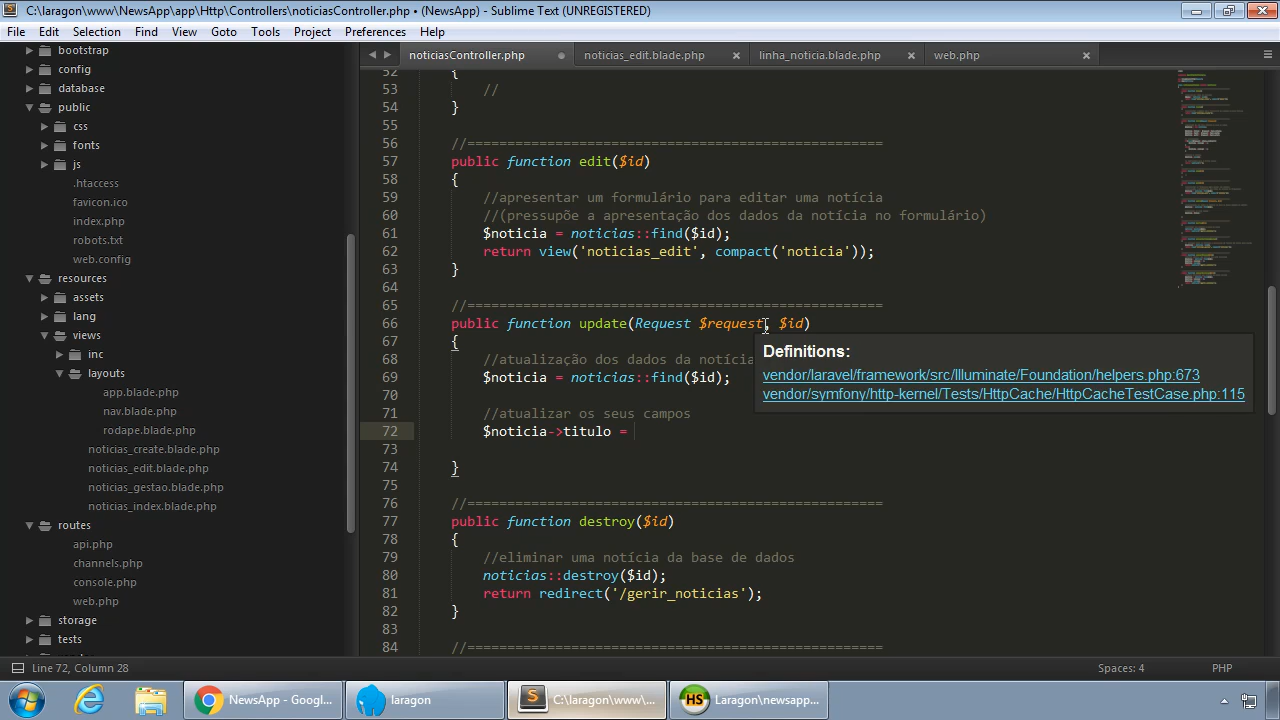 C:\laragon\www\NewsApp\app\Http\Controllers\noticiasController.php • (NewsApp) - Sublime Text (UNREGISTERED)
File Edit Selection Find View Goto Tools Project Preferences Help
bootstrap
config
database
public
css
fonts
js
.htaccess
favicon.ico
index.php
robots.txt
web.config
resources
assets
lang
views
inc
layouts
app.blade.php
nav.blade.php
rodape.blade.php
noticias_create.blade.php
noticias_edit.blade.php
noticias_gestao.blade.php
noticias_index.blade.php
routes
api.php
channels.php
console.php
web.php
storage
tests
noticiasController.php noticias_edit.blade.php linha_noticia.blade.php web.php
52 {
53 //
54 }
55
56 //====================================================
57 public function edit($id)
58 {
59 //apresentar um formulário para editar uma notícia
60 //(pressupõe a apresentação dos dados da notícia no formulário)
61 $noticia = noticias::find($id);
62 return view('noticias_edit', compact('noticia'));
63 }
64
65 //====================================================
66 public function update(Request $request, $id)
67 {
68 //atualização dos dados da notícia
69 $noticia = noticias::find($id);
70
71 //atualizar os seus campos
72 $noticia->titulo =
73
74 }
75
76 //====================================================
77 public function destroy($id)
78 {
79 //eliminar uma notícia da base de dados
80 noticias::destroy($id);
81 return redirect('/gerir_noticias');
82 }
83
84 //====================================================
Definitions:
vendor/laravel/framework/src/Illuminate/Foundation/helpers.php:673
vendor/symfony/http-kernel/Tests/HttpCache/HttpCacheTestCase.php:115
Line 72, Column 28 Spaces: 4 PHP
NewsApp - Googl... laragon C:\laragon\www\... Laragon\newsapp...